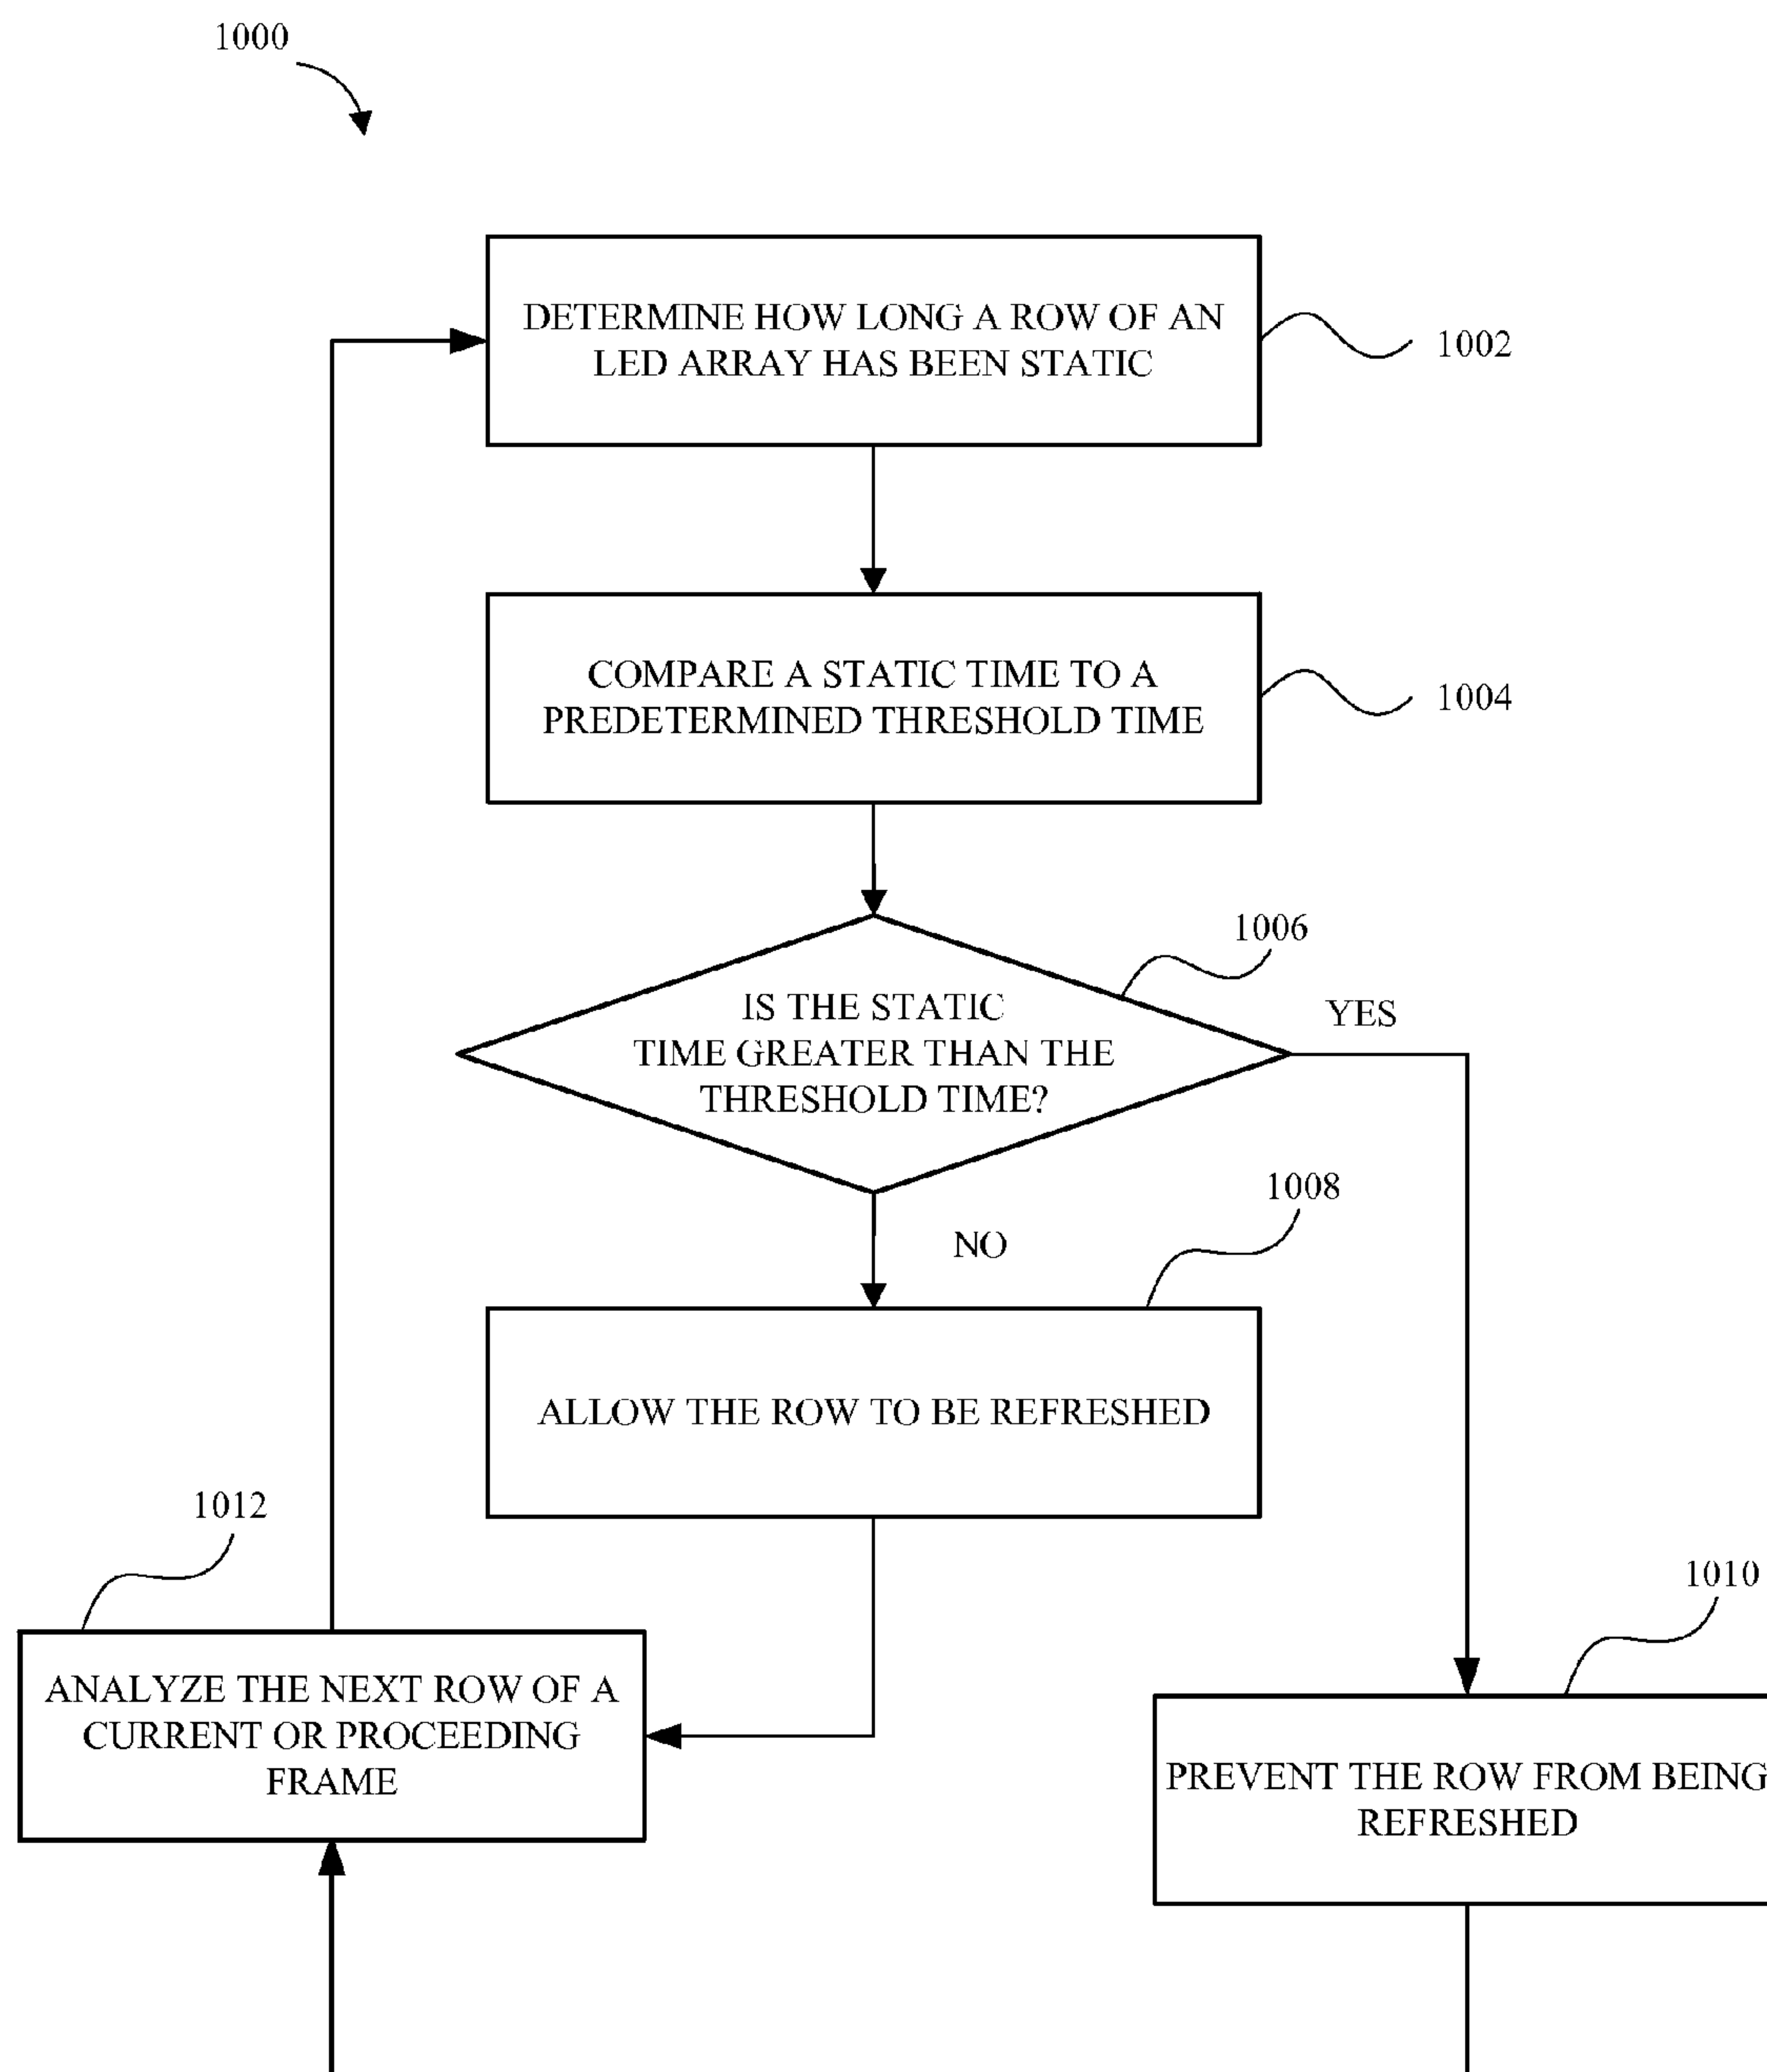 1000
DETERMINE HOW LONG A ROW OF AN
LED ARRAY HAS BEEN STATIC
1002
COMPARE A STATIC TIME TO A
PREDETERMINED THRESHOLD TIME
1004
1006
IS THE STATIC
TIME GREATER THAN THE
THRESHOLD TIME?
YES
NO
1008
ALLOW THE ROW TO BE REFRESHED
1012
ANALYZE THE NEXT ROW OF A
CURRENT OR PROCEEDING
FRAME
1010
PREVENT THE ROW FROM BEING
REFRESHED